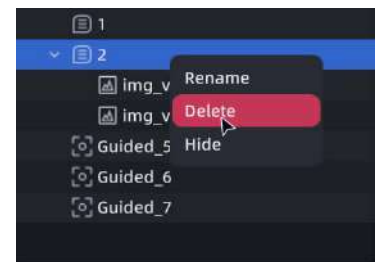 1
2
img_v
Rename
img_v
Delete
Guided_5
Hide
Guided_6
Guided_7